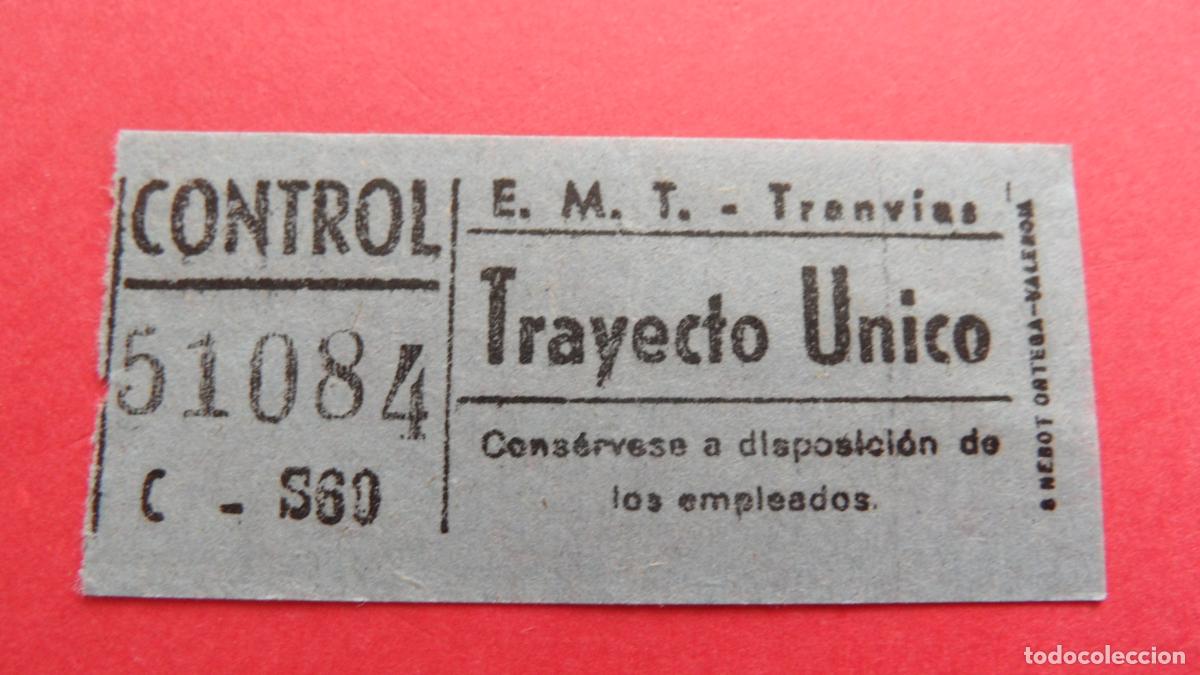 CONTROL
51084
C - S60
E. M. T. - Tranvias
Trayecto Unico
Consérvese a disposición de
los empleados.
NEBOT ORTEGA-VALENCIA
todocoleccion